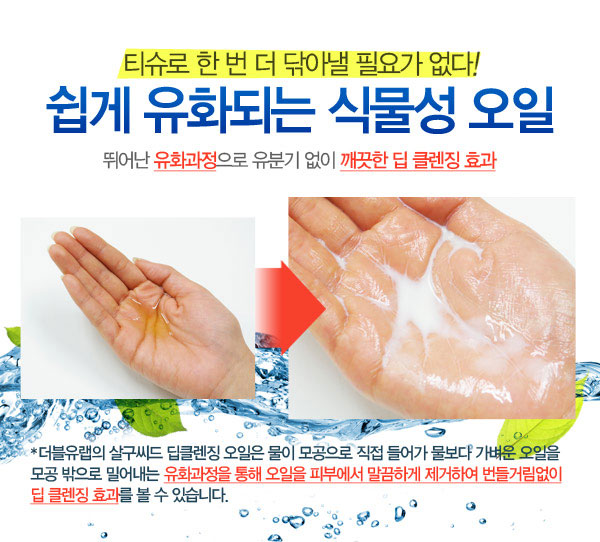 티슈로 한 번 더 닦아낼 필요가 없다!
쉽게 유화되는 식물성 오일
뛰어난 유화과정으로 유분기 없이 깨끗한 딥 클렌징 효과
*더블유랩의 살구씨드 딥클렌징 오일은 물이 모공으로 직접 들어가 물보다 가벼운 오일을
모공 밖으로 밀어내는 유화과정을 통해 오일을 피부에서 말끔하게 제거하여 번들거림없이
딥 클렌징 효과를 볼 수 있습니다.